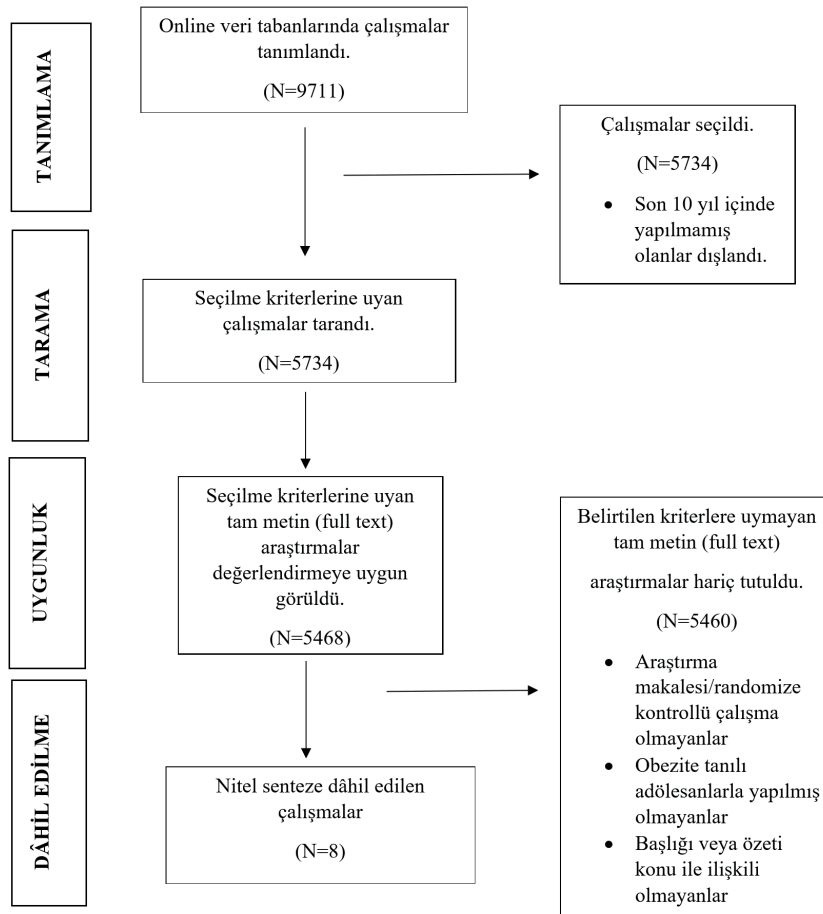 Online veri tabanlarında çalışmalar
tanımlandı.
(N=9711)
TANIMLAMA
Çalışmalar seçildi.
(N=5734)
• Son 10 yıl içinde
yapılmamış
olanlar dışlandı.
TARAMA
Seçilme kriterlerine uyan
çalışmalar tarandı.
(N=5734)
UYGUNLUK
Seçilme kriterlerine uyan
tam metin (full text)
araştırmalar
değerlendirmeye uygun
görüldü.
(N=5468)
Belirtilen kriterlere uymayan
tam metin (full text)
araştırmalar hariç tutuldu.
(N=5460)
• Araştırma
makalesi/randomize
kontrollü çalışma
olmayanlar
• Obezite tanılı
adölesanlarla yapılmış
olmayanlar
• Başlığı veya özeti
konu ile ilişkili
olmayanlar
DÂHİL EDİLME
Nitel senteze dâhil edilen
çalışmalar
(N=8)